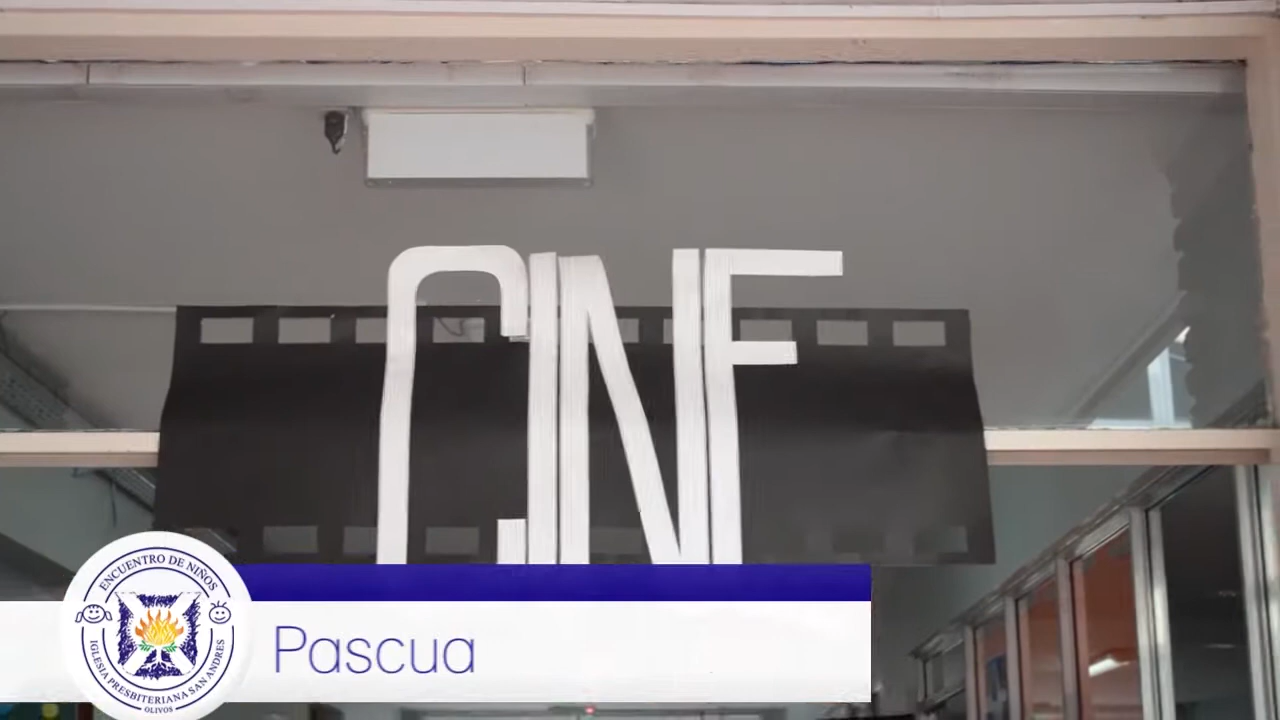 CINE
Pascua
ENCUENTRO DE NIÑOS
IGLESIA PRESBITERIANA SAN ANDRES
OLIVOS